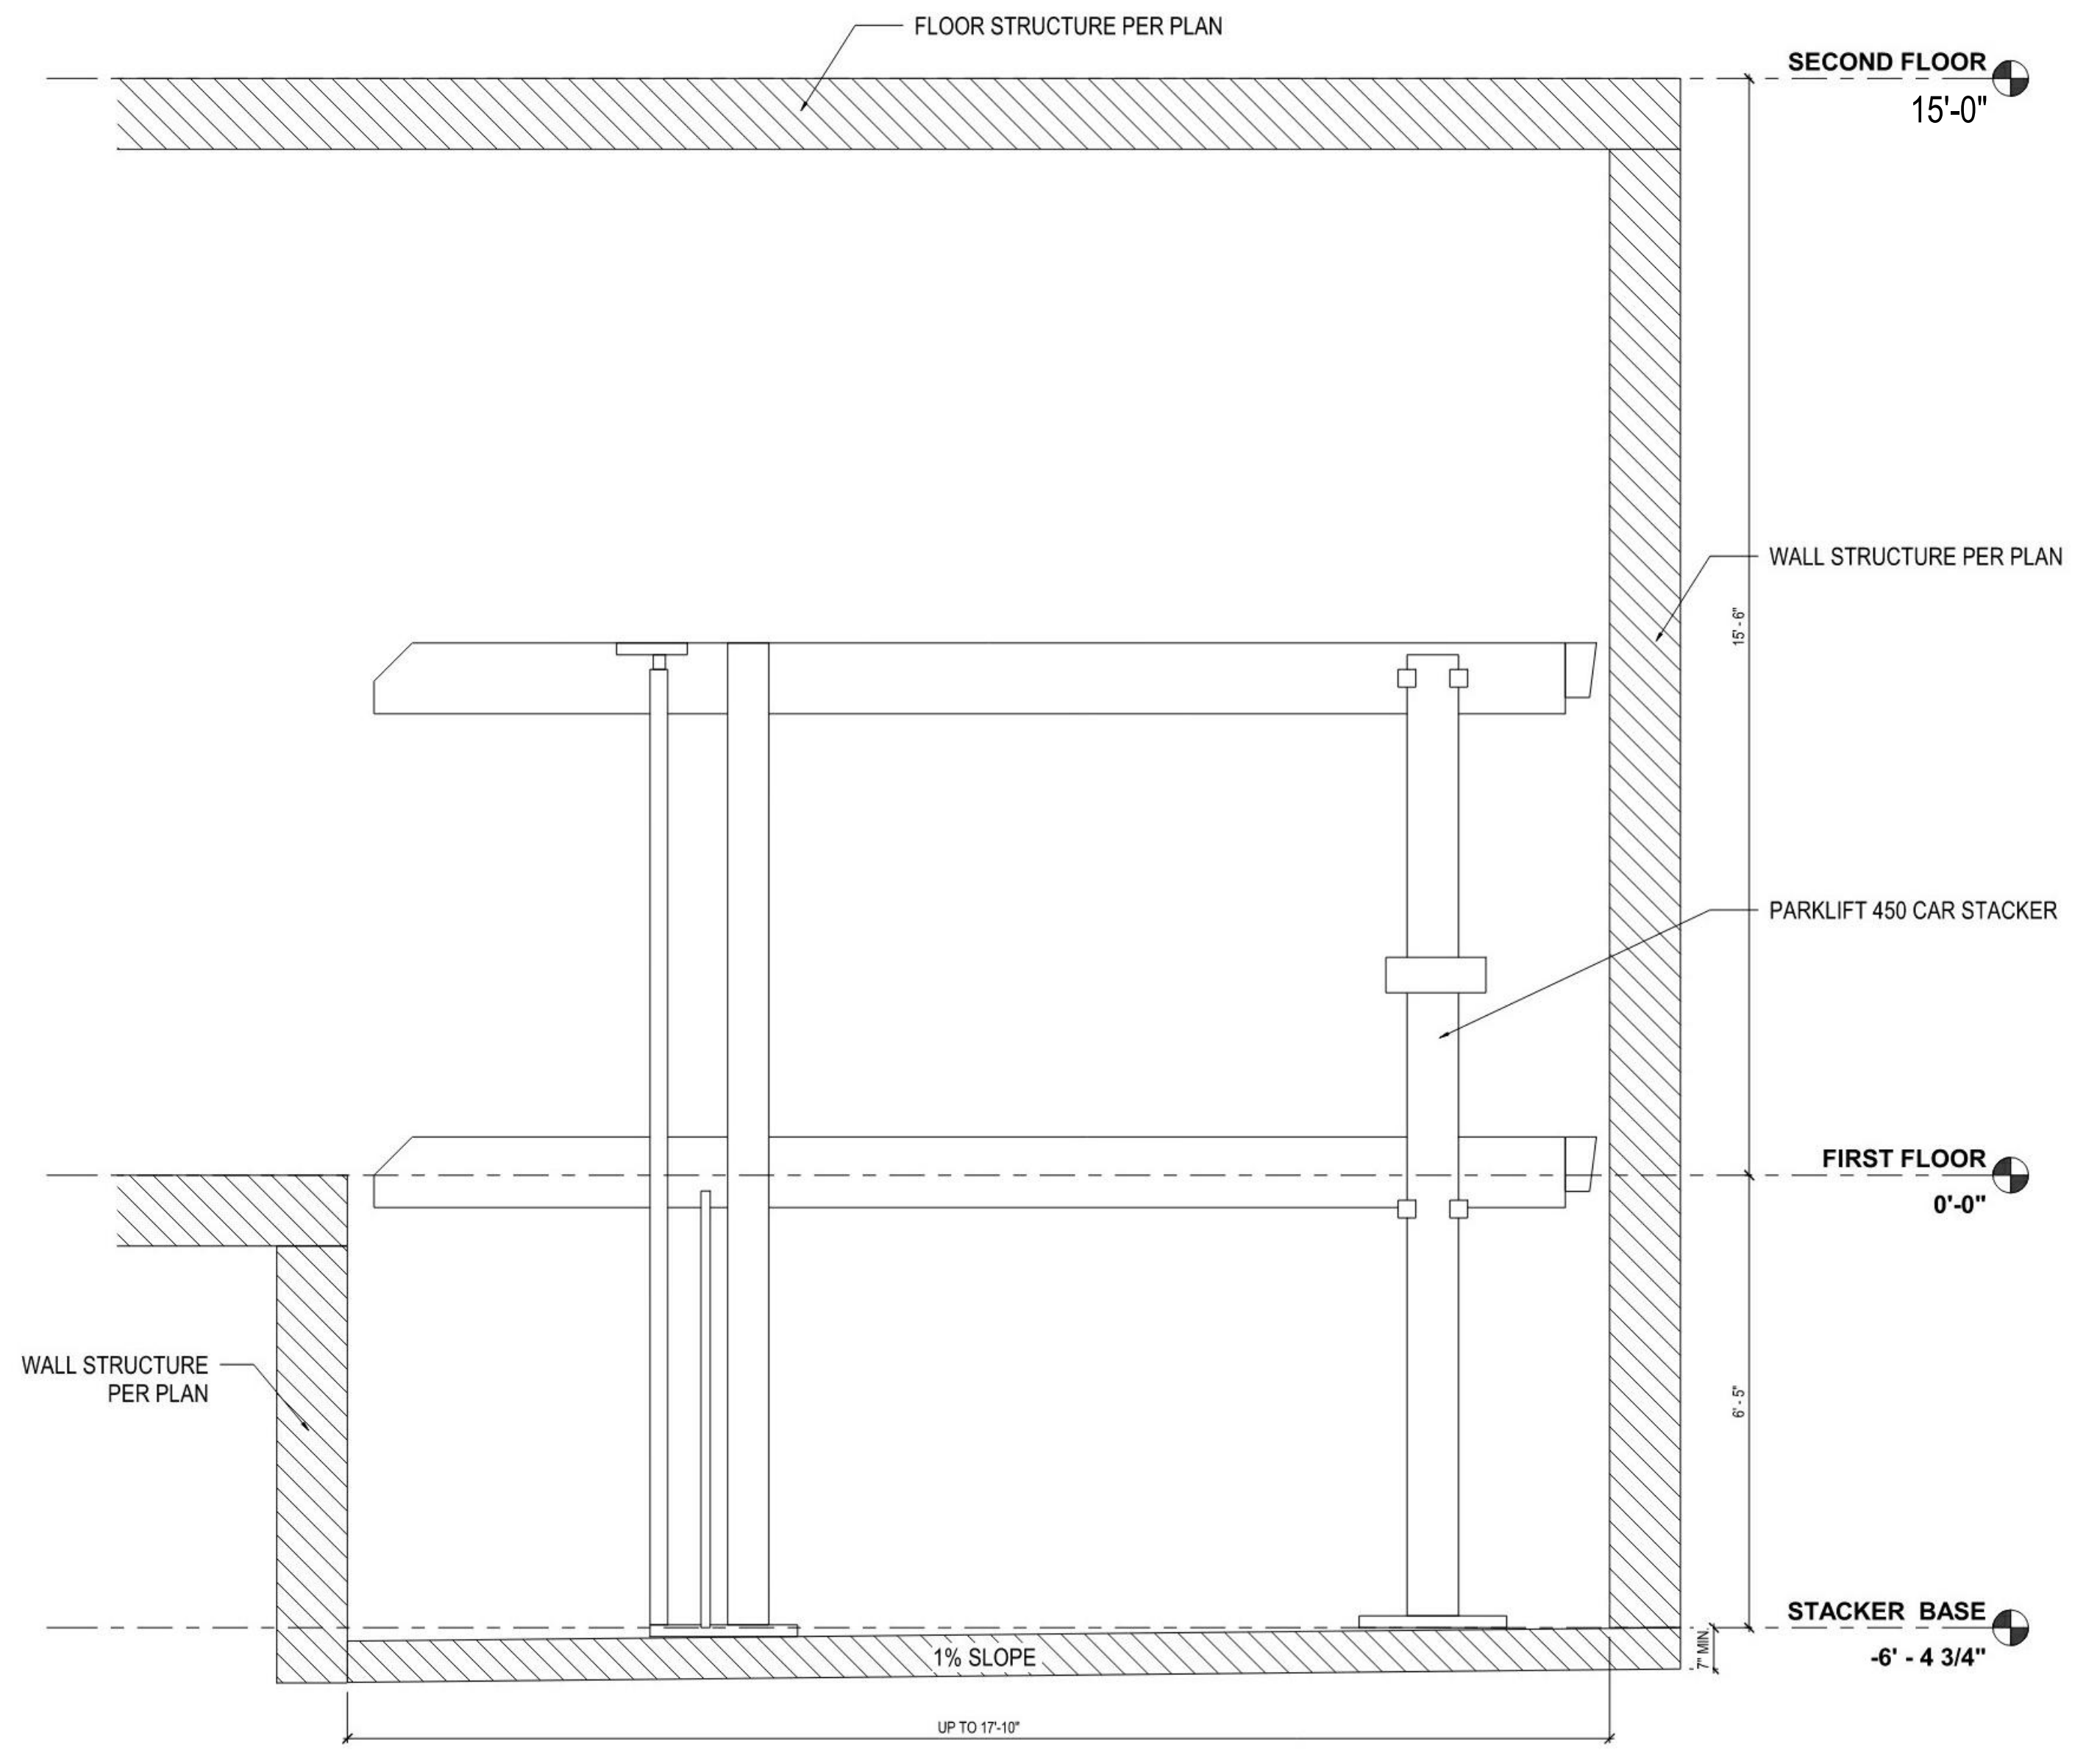 FLOOR STRUCTURE PER PLAN
SECOND FLOOR
15'-0"
WALL STRUCTURE PER PLAN
15' - 6"
PARKLIFT 450 CAR STACKER
FIRST FLOOR
0'-0"
WALL STRUCTURE
PER PLAN
6' - 5"
STACKER BASE
-6' - 4 3/4"
7" MIN.
1% SLOPE
UP TO 17'-10"